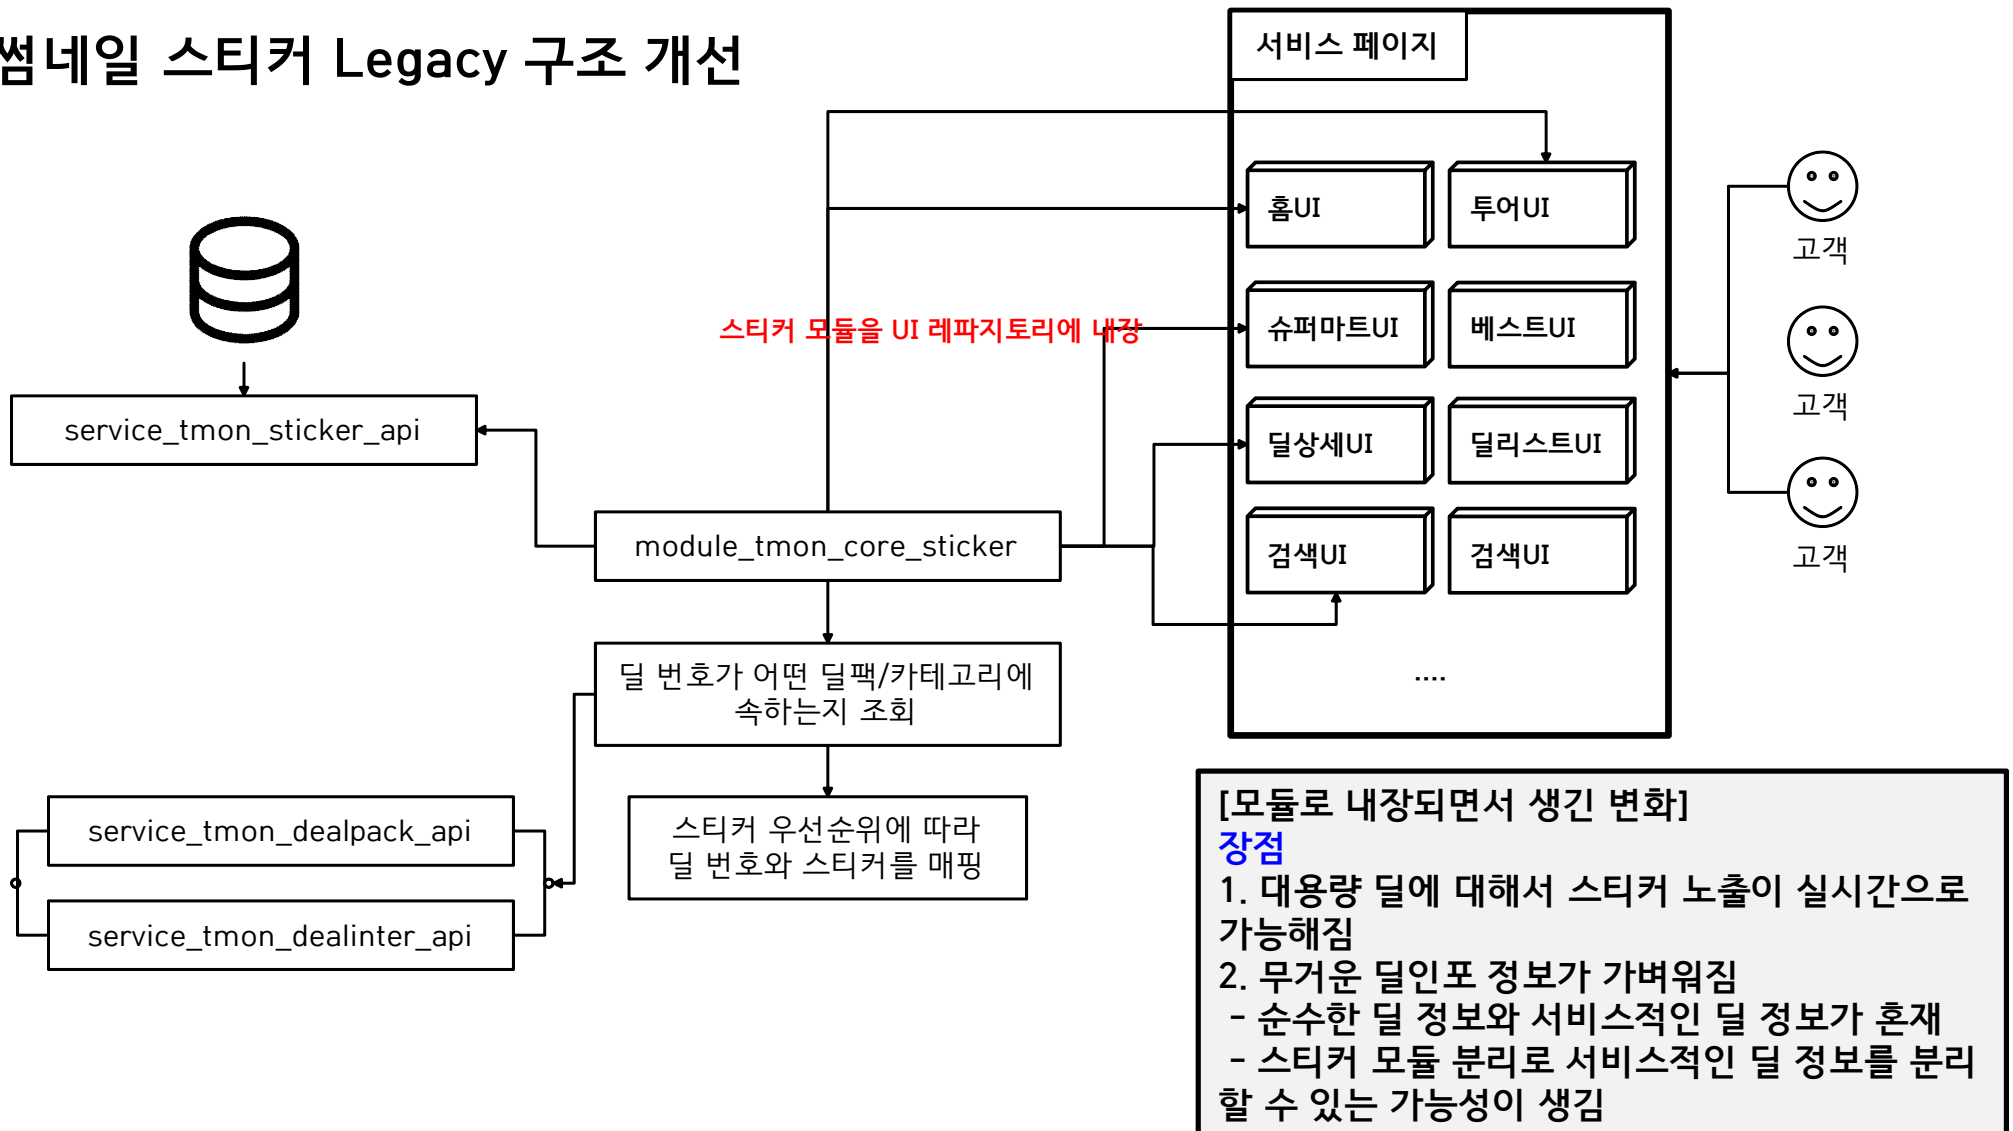 썸네일 스티커 Legacy 구조 개선
서비스 페이지
홈UI
투어UI
고객
슈퍼마트UI
베스트UI
스티커 모듈을 UI 레파지토리에 내장
고객
service_tmon_sticker_api
딜상세UI
딜리스트UI
module_tmon_core_sticker
검색UI
검색UI
고객
딜 번호가 어떤 딜팩/카테고리에
속하는지 조회
....
service_tmon_dealpack_api
스티커 우선순위에 따라
딜 번호와 스티커를 매핑
service_tmon_dealinter_api
[모듈로 내장되면서 생긴 변화]
장점
1. 대용량 딜에 대해서 스티커 노출이 실시간으로
가능해짐
2. 무거운 딜인포 정보가 가벼워짐
- 순수한 딜 정보와 서비스적인 딜 정보가 혼재
- 스티커 모듈 분리로 서비스적인 딜 정보를 분리
할 수 있는 가능성이 생김